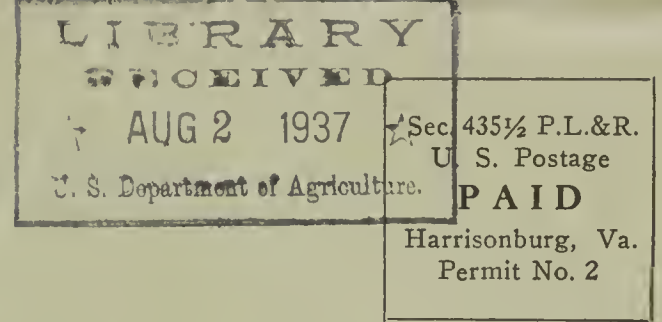 LIBRARY
RECEIVED
☆ AUG 2 1937 ☆
U. S. Department of Agriculture.
Sec. 435½ P.L.&R.
U. S. Postage
PAID
Harrisonburg, Va.
Permit No. 2